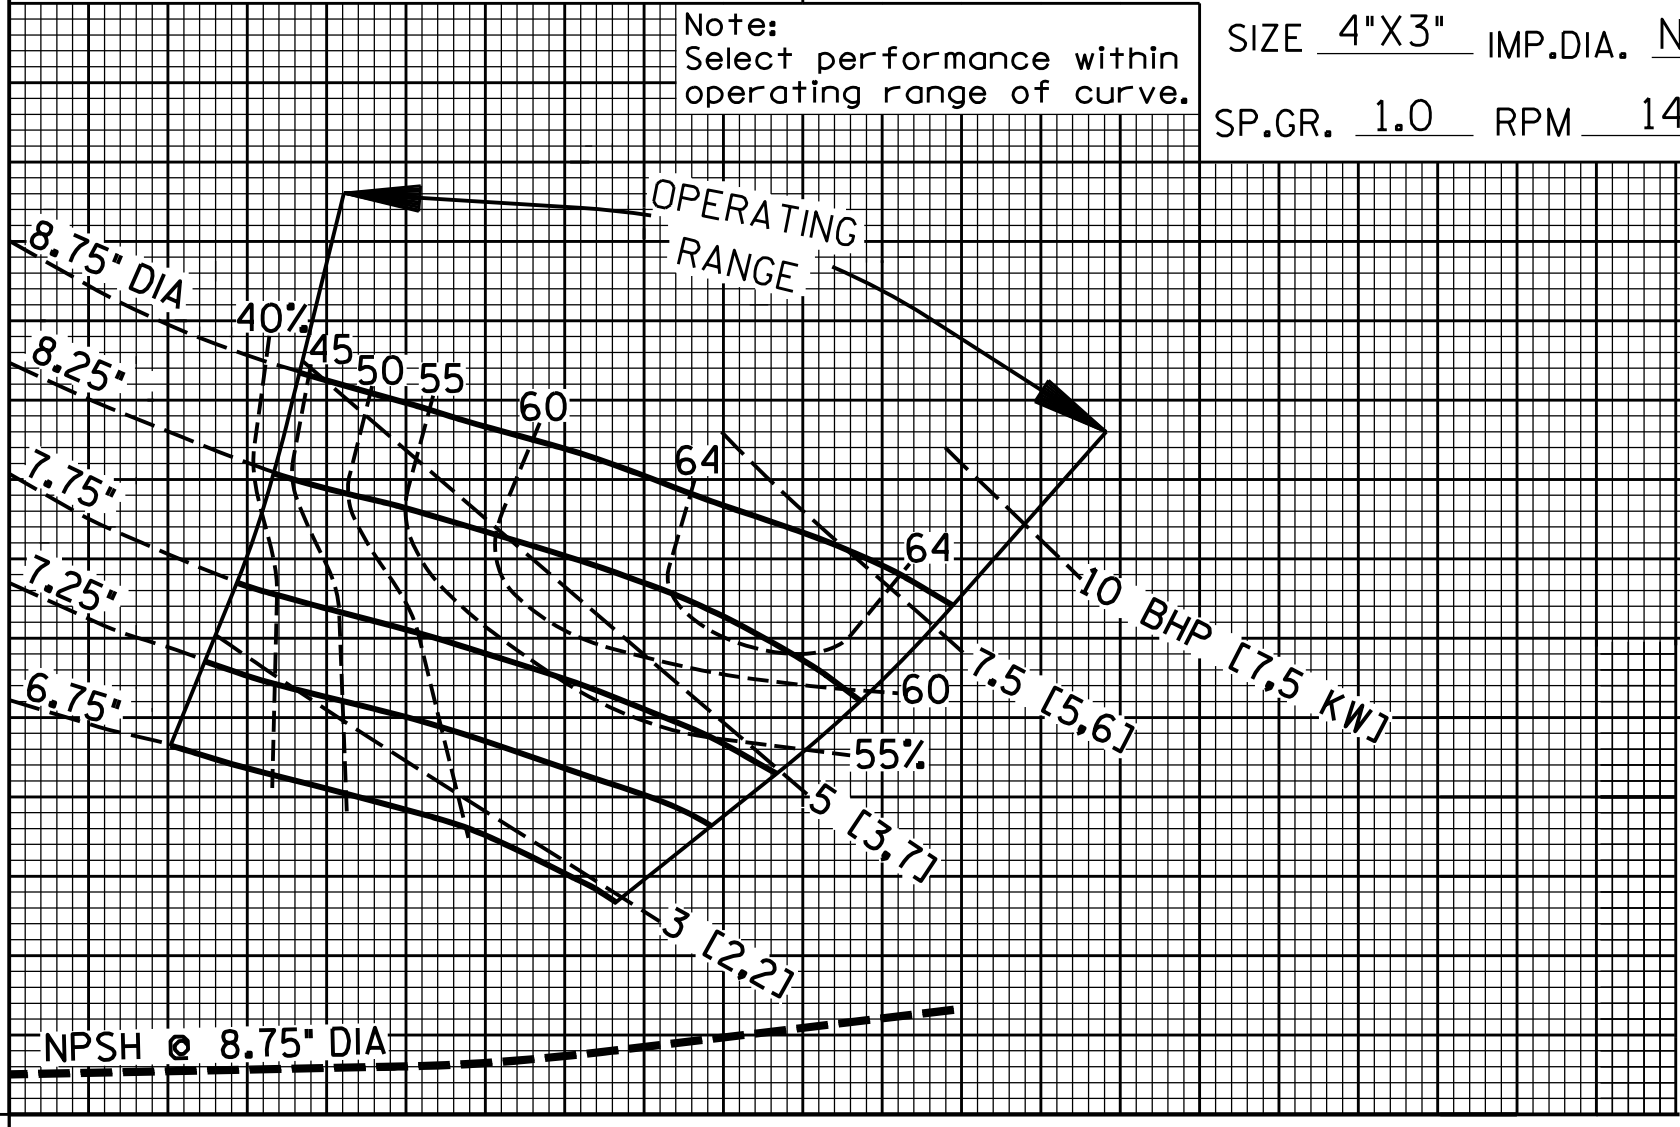 Note:
Select performance within
operating range of curve.
SIZE 4"X3" IMP.DIA.
SP.GR. 1.0 RPM
OPERATING
RANGE
8.75" DIA
8.25"
7.75"
7.25"
6.75"
40%
45
50
55
60
64
64
60
55%
10 BHP [7,5 KW]
7.5 [5,6]
5 [3,7]
3 [2,2]
NPSH @ 8.75" DIA